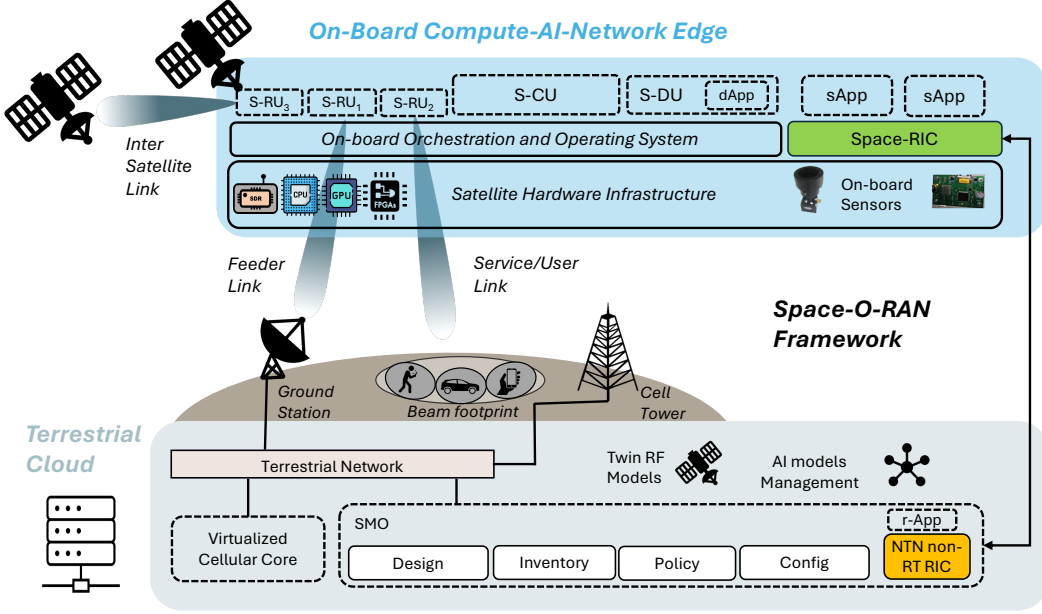 On-Board Compute-AI-Network Edge
S-RU3
S-RU1
S-RU2
S-CU
S-DU
dApp
sApp
sApp
On-board Orchestration and Operating System
Space-RIC
Inter
Satellite
Link
SDR
CPU
GPU
FPGAs
Satellite Hardware Infrastructure
On-board
Sensors
Feeder
Link
Service/User
Link
Space-O-RAN
Framework
Ground
Station
Beam footprint
Cell
Tower
Terrestrial
Cloud
Terrestrial Network
Twin RF
Models
AI models
Management
Virtualized
Cellular Core
SMO
r-App
Design
Inventory
Policy
Config
NTN non-
RT RIC